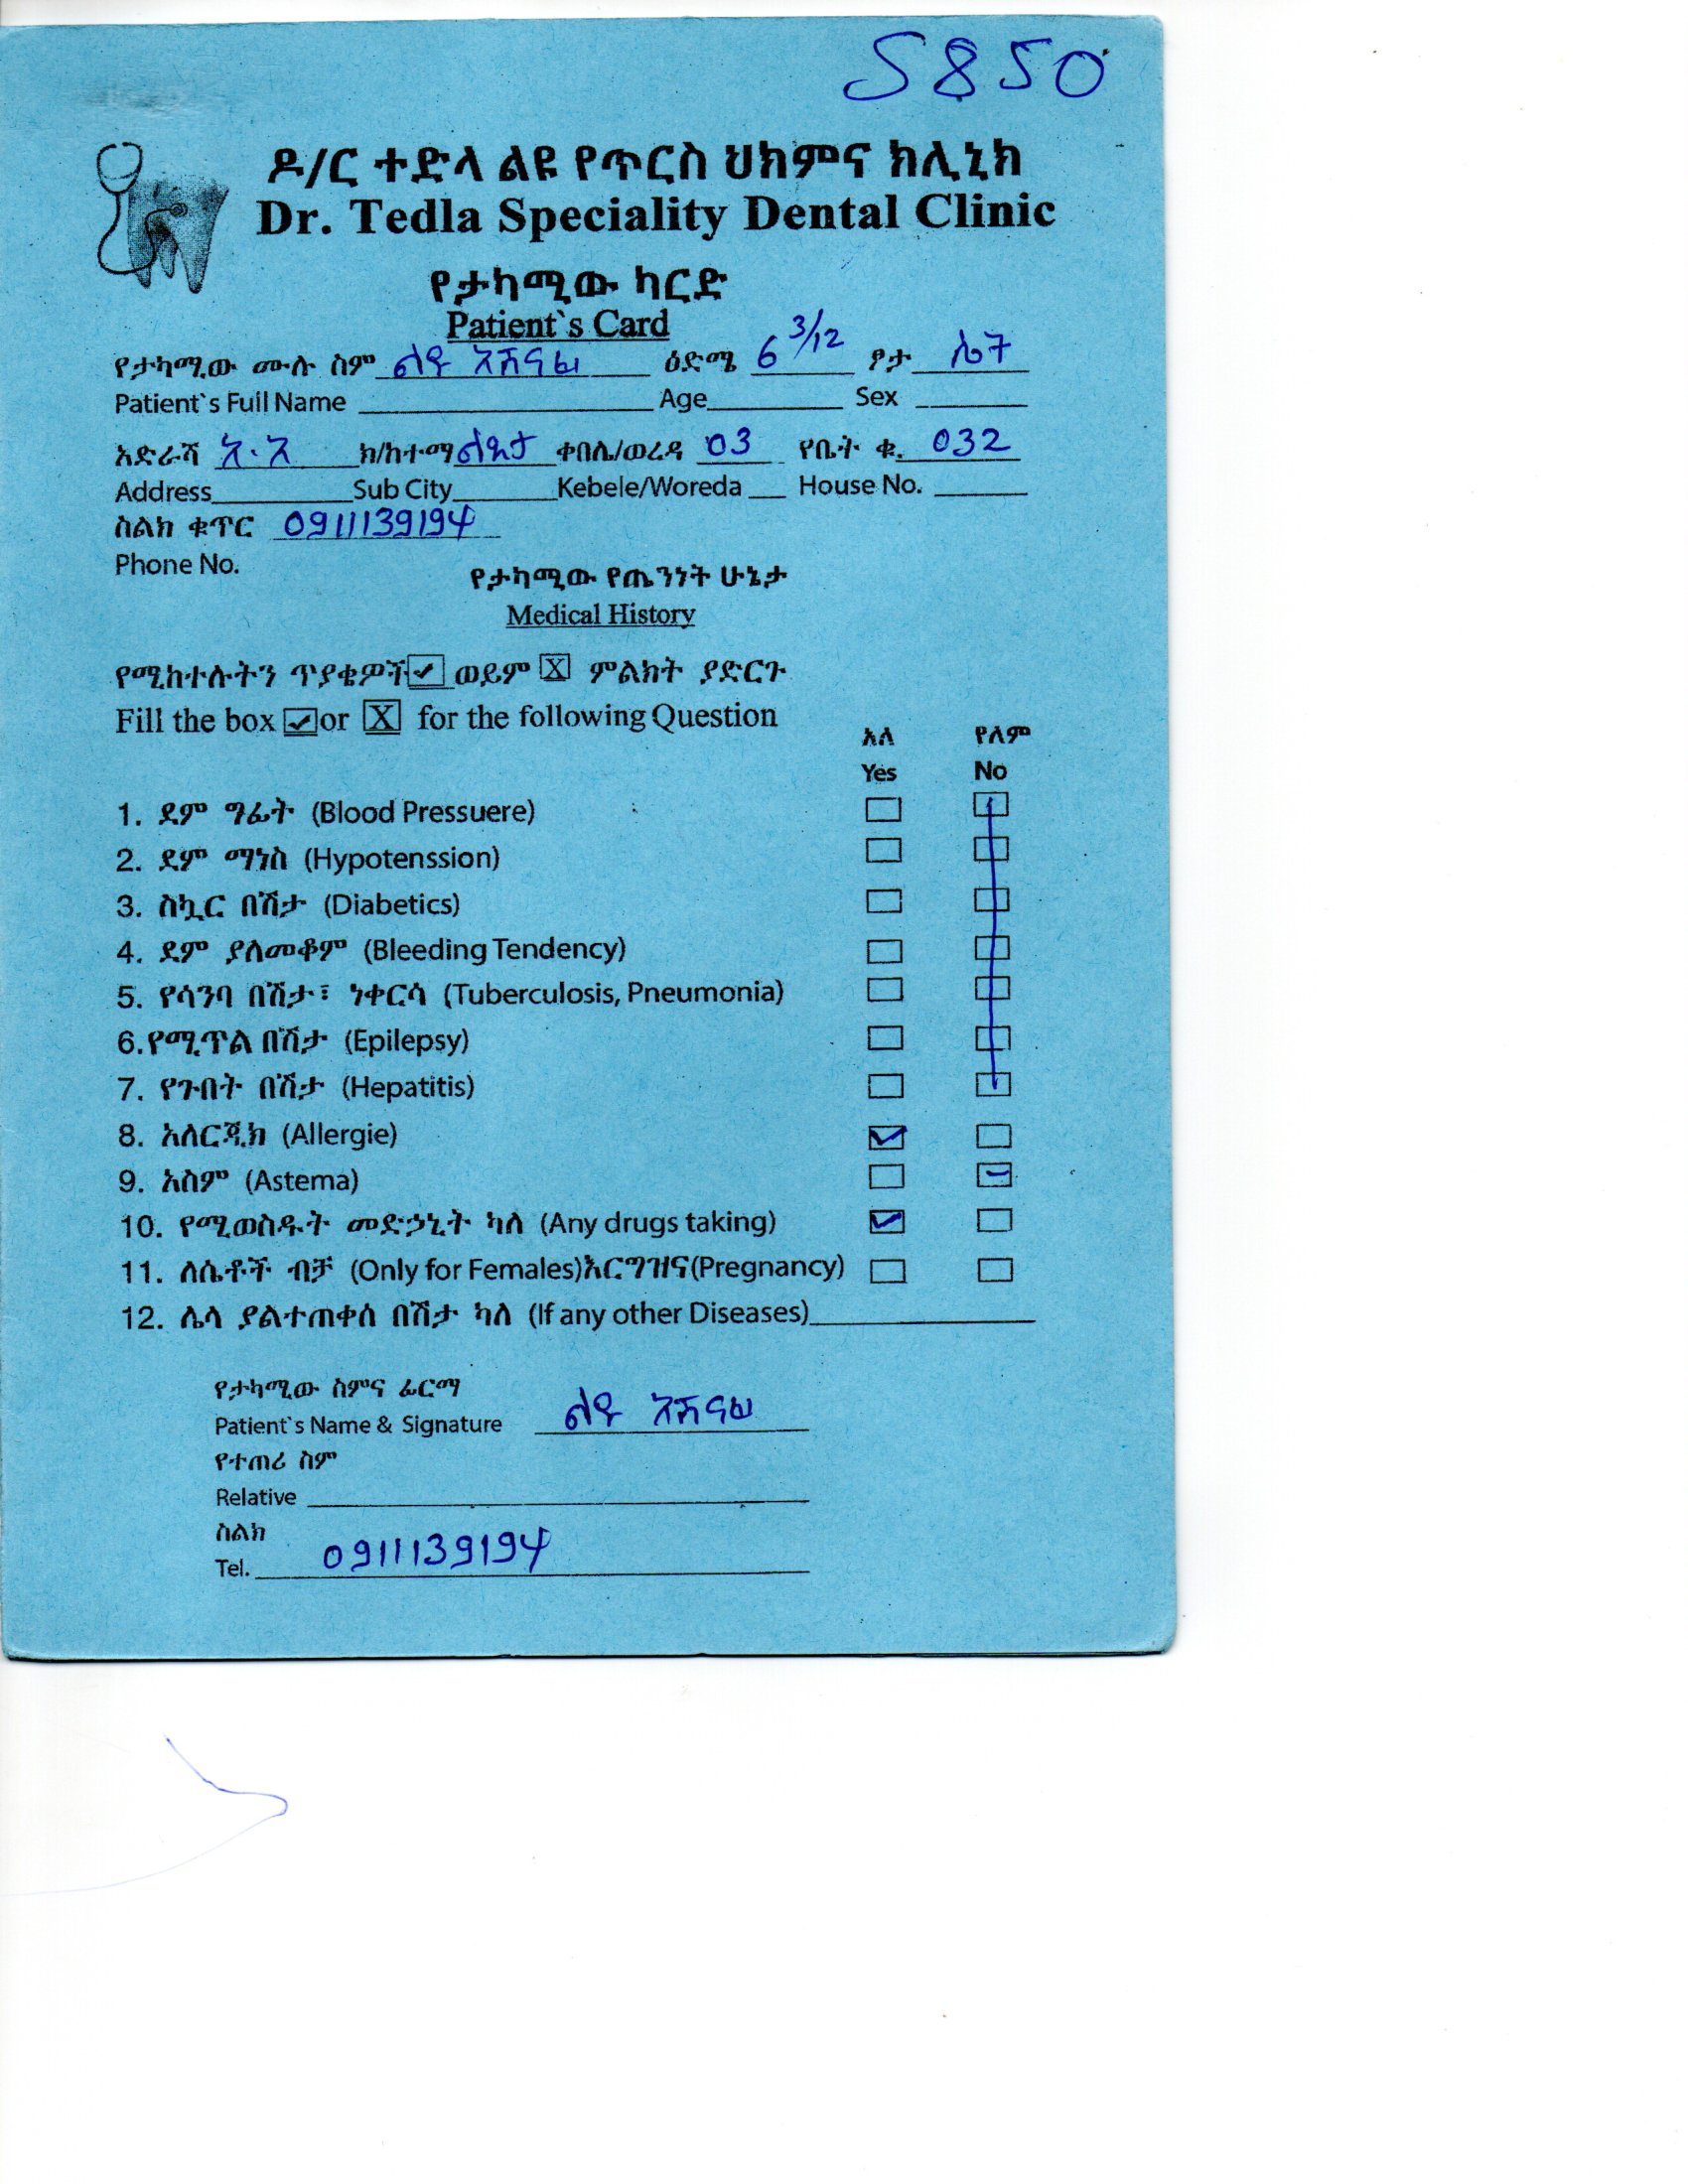 5850
ዶ/ር ተድላ ልዩ የጥርስ ህክምና ክሊኒክ
Dr. Tedla Speciality Dental Clinic
የታካሚው ካርድ
Patient`s Card
የታካሚው ሙሉ ስም ልዩ አሸናፊ ዕድሜ 6 3/12 ፆታ ሴት
Patient`s Full Name Age Sex
አድራሻ አ.አ ክ/ከተማ ልደታ ቀበሌ/ወረዳ 03 የቤት ቁ. 032
Address Sub City Kebele/Woreda House No.
ስልክ ቁጥር 0911139194
Phone No.
የታካሚው የጤንነት ሁኔታ
Medical History
የሚከተሉትን ጥያቄዎች ✓ ወይም X ምልክት ያድርጉ
Fill the box ✓ or X for the following Question
አለ የለም
Yes No
1. ደም ግፊት (Blood Pressuere)
2. ደም ማነስ (Hypotenssion)
3. ስኳር በሽታ (Diabetics)
4. ደም ያለመቆም (Bleeding Tendency)
5. የሳንባ በሽታ፣ ነቀርሳ (Tuberculosis, Pneumonia)
6.የሚጥል በሽታ (Epilepsy)
7. የጉበት በሽታ (Hepatitis)
8. አለርጂክ (Allergie) ✓
9. አስም (Astema)
10. የሚወስዱት መድኃኒት ካለ (Any drugs taking) ✓
11. ለሴቶች ብቻ (Only for Females)እርግዝና(Pregnancy)
12. ሌላ ያልተጠቀሰ በሽታ ካለ (If any other Diseases)
የታካሚው ስምና ፊርማ
Patient`s Name & Signature ልዩ አሸናፊ
የተጠሪ ስም
Relative
ስልክ
Tel. 0911139194